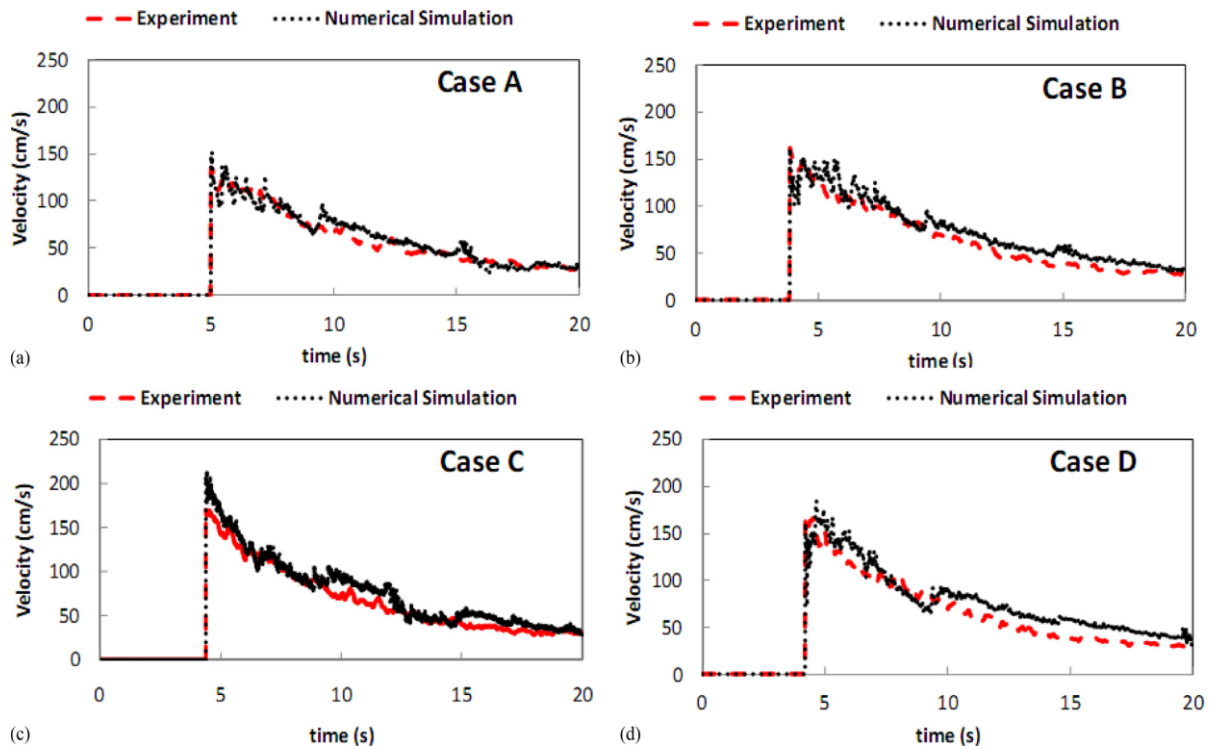 Experiment Numerical Simulation
Case A
Velocity (cm/s)
250
200
150
100
50
0
0 5 10 15 20
time (s)
(a)
Experiment Numerical Simulation
Case B
Velocity (cm/s)
250
200
150
100
50
0
0 5 10 15 20
time (s)
(b)
Experiment Numerical Simulation
Case C
Velocity (cm/s)
250
200
150
100
50
0
0 5 10 15 20
time (s)
(c)
Experiment Numerical Simulation
Case D
Velocity (cm/s)
250
200
150
100
50
0
0 5 10 15 20
time (s)
(d)